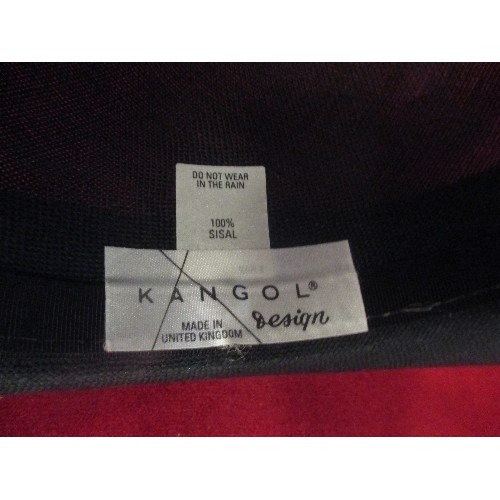 DO NOT WEAR
IN THE RAIN
100%
SISAL
KANGOL®
Design
MADE IN
UNITED KINGDOM